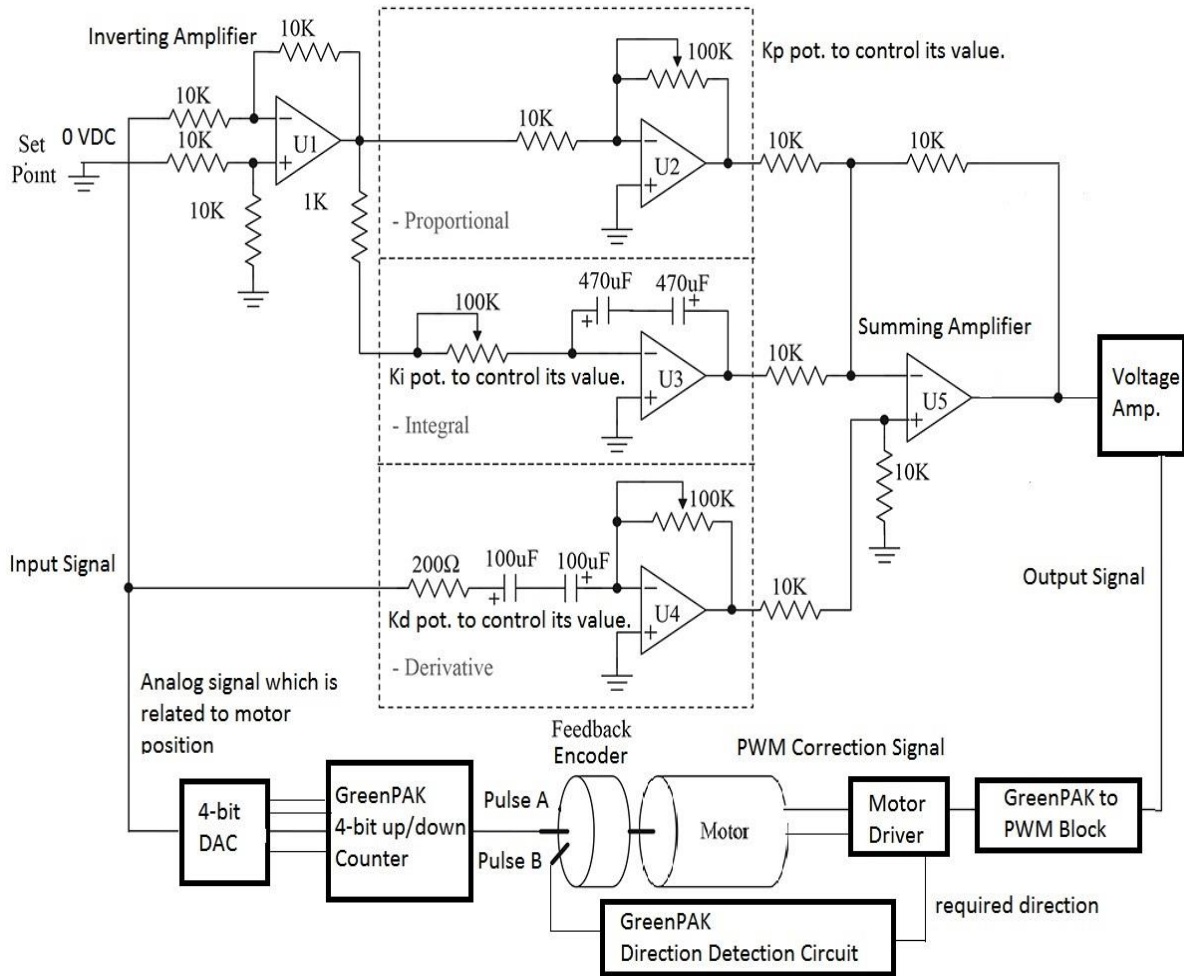 10K
Inverting Amplifier
100K
Kp pot. to control its value.
10K
0 VDC
Set
Point
10K
U1
10K
U2
10K
10K
10K
1K
- Proportional
470uF
470uF
100K
Summing Amplifier
10K
Ki pot. to control its value.
U3
U5
Voltage
Amp.
- Integral
10K
100K
Input Signal
200Ω
100uF
100uF
Output Signal
10K
Kd pot. to control its value.
U4
- Derivative
Analog signal which is
related to motor
position
Feedback
Encoder
PWM Correction Signal
4-bit
DAC
GreenPAK
4-bit up/down
Counter
Pulse A
Pulse B
Motor
Motor
Driver
GreenPAK to
PWM Block
required direction
GreenPAK
Direction Detection Circuit